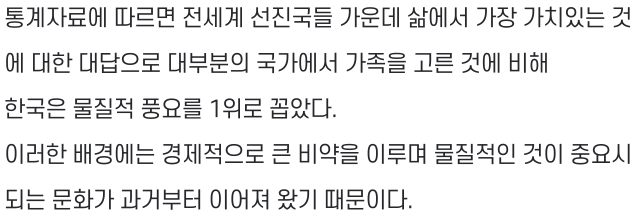 통계자료에 따르면 전세계 선진국들 가운데 삶에서 가장 가치있는 것
에 대한 대답으로 대부분의 국가에서 가족을 고른 것에 비해
한국은 물질적 풍요를 1위로 꼽았다.
이러한 배경에는 경제적으로 큰 비약을 이루며 물질적인 것이 중요시
되는 문화가 과거부터 이어져 왔기 때문이다.